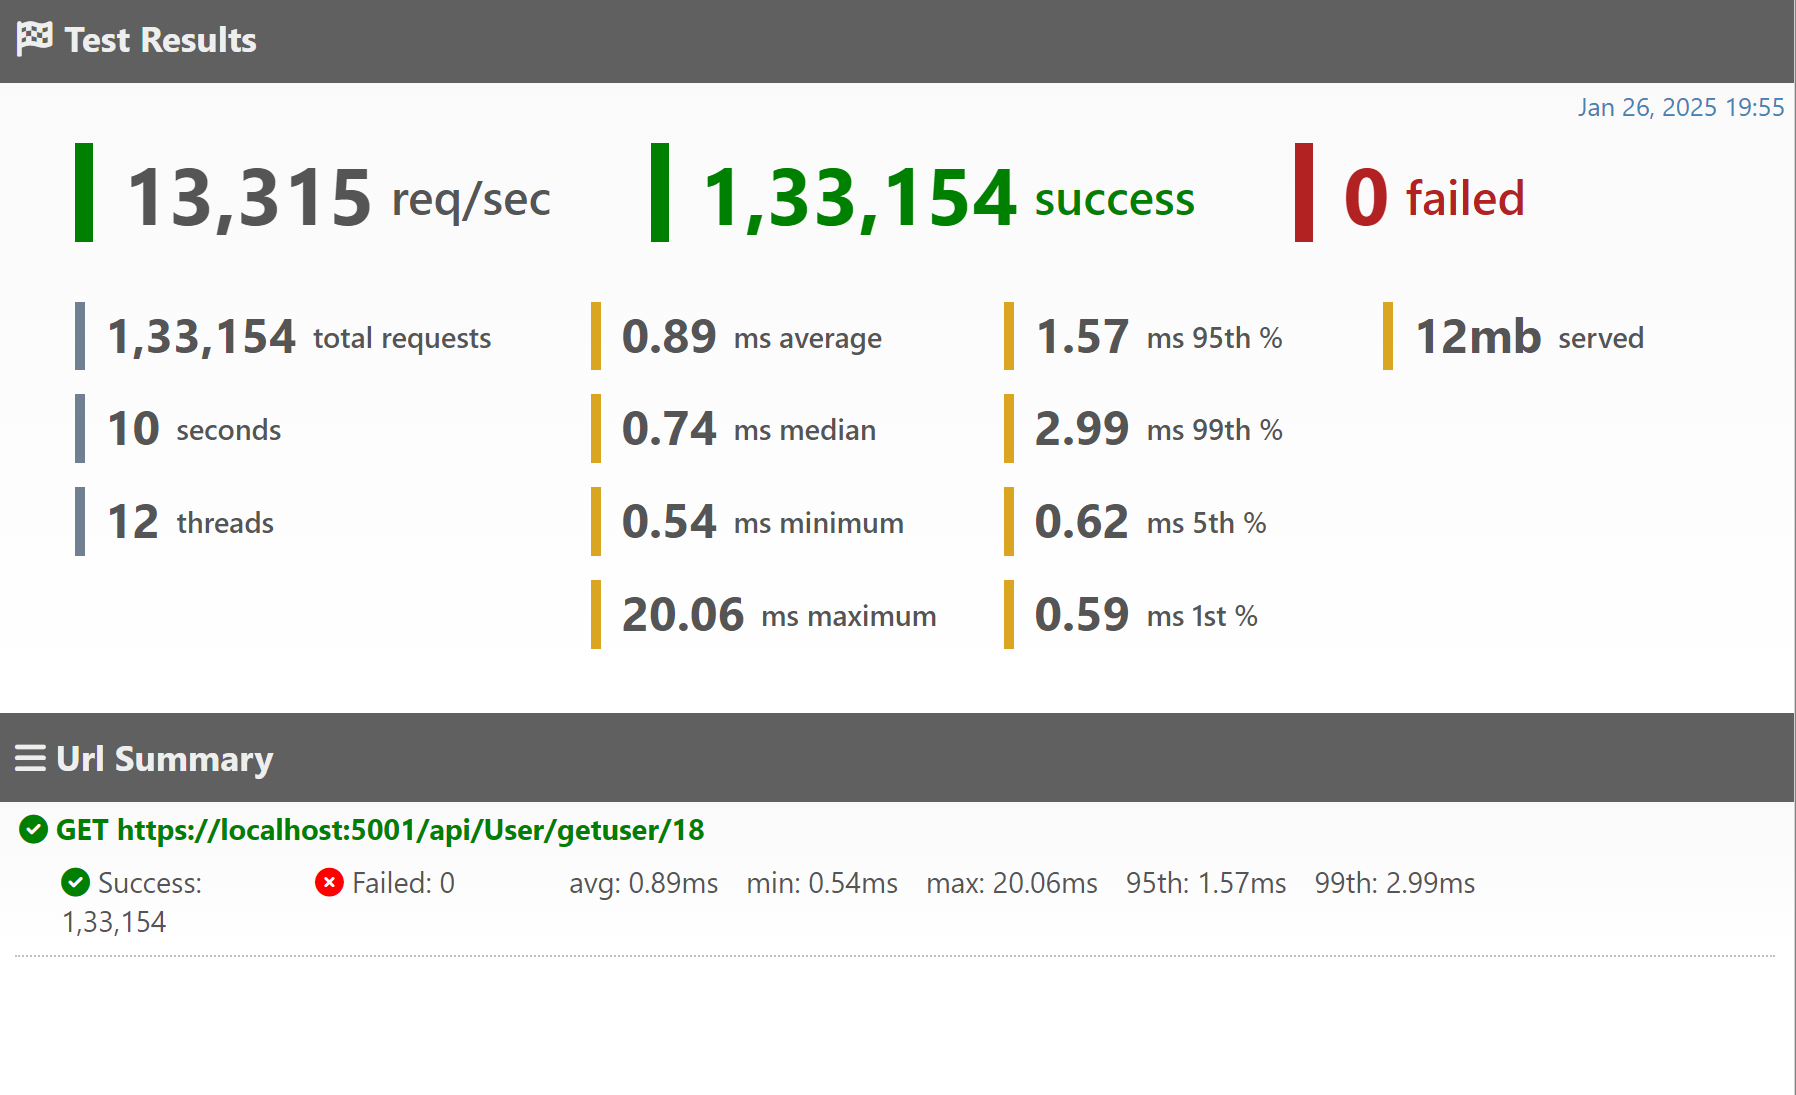 Test Results
Jan 26, 2025 19:55
13,315 req/sec 1,33,154 success 0 failed
1,33,154 total requests 0.89 ms average 1.57 ms 95th % 12mb served
10 seconds 0.74 ms median 2.99 ms 99th %
12 threads 0.54 ms minimum 0.62 ms 5th %
20.06 ms maximum 0.59 ms 1st %
Url Summary
GET https://localhost:5001/api/User/getuser/18
Success: Failed: 0 avg: 0.89ms min: 0.54ms max: 20.06ms 95th: 1.57ms 99th: 2.99ms
1,33,154